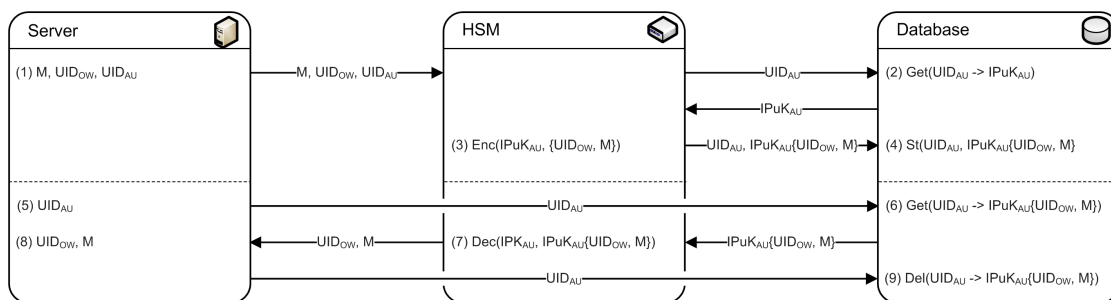 Server
HSM
Database
(1) M, UID_OW, UID_AU
M, UID_OW, UID_AU
UID_AU
(2) Get(UID_AU -> IPuK_AU)
IPuK_AU
(3) Enc(IPuK_AU, {UID_OW, M})
UID_AU, IPuK_AU{UID_OW, M}
(4) St(UID_AU, IPuK_AU{UID_OW, M}
(5) UID_AU
UID_AU
(6) Get(UID_AU -> IPuK_AU{UID_OW, M})
(8) UID_OW, M
UID_OW, M
(7) Dec(IPK_AU, IPuK_AU{UID_OW, M})
IPuK_AU{UID_OW, M}
UID_AU
(9) Del(UID_AU -> IPuK_AU{UID_OW, M})